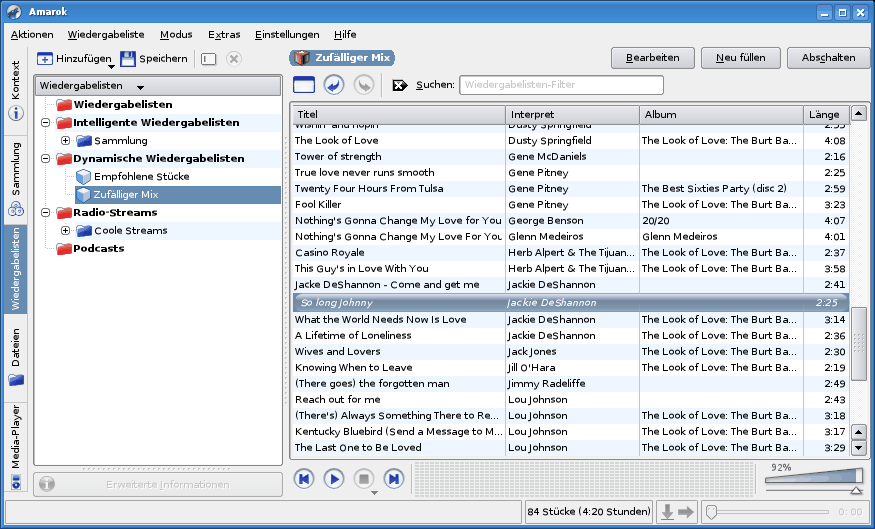 Amarok
Aktionen Wiedergabeliste Modus Extras Einstellungen Hilfe
Kontext
Sammlung
Wiedergabelisten
Dateien
Media-Player
Hinzufügen Speichern
Wiedergabelisten
Wiedergabelisten
Intelligente Wiedergabelisten
Sammlung
Dynamische Wiedergabelisten
Empfohlene Stücke
Zufälliger Mix
Radio-Streams
Coole Streams
Podcasts
Erweiterte Informationen
Zufälliger Mix Bearbeiten Neu füllen Abschalten
Suchen: Wiedergabelisten-Filter
Titel Interpret Album Länge
Wishin' and hopin' Dusty Springfield 2:55
The Look of Love Dusty Springfield The Look of Love: The Burt Ba... 4:08
Tower of strength Gene McDaniels 2:16
True love never runs smooth Gene Pitney 2:25
Twenty Four Hours From Tulsa Gene Pitney The Best Sixties Party (disc 2) 2:59
Fool Killer Gene Pitney The Look of Love: The Burt Ba... 3:23
Nothing's Gonna Change My Love for You George Benson 20/20 4:07
Nothing's Gonna Change My Love For You Glenn Medeiros Glenn Medeiros 4:01
Casino Royale Herb Alpert & The Tijuan... The Look of Love: The Burt Ba... 2:37
This Guy's in Love With You Herb Alpert & The Tijuan... The Look of Love: The Burt Ba... 3:58
Jacke DeShannon - Come and get me Jackie DeShannon 2:41
So long Johnny Jackie DeShannon 2:25
What the World Needs Now Is Love Jackie DeShannon The Look of Love: The Burt Ba... 3:14
A Lifetime of Loneliness Jackie DeShannon The Look of Love: The Burt Ba... 2:36
Wives and Lovers Jack Jones The Look of Love: The Burt Ba... 2:30
Knowing When to Leave Jill O'Hara The Look of Love: The Burt Ba... 2:19
(There goes) the forgotten man Jimmy Radeliffe 2:49
Reach out for me Lou Johnson 2:43
(There's) Always Something There to Re... Lou Johnson The Look of Love: The Burt Ba... 3:18
Kentucky Bluebird (Send a Message to M... Lou Johnson The Look of Love: The Burt Ba... 3:17
The Last One to Be Loved Lou Johnson The Look of Love: The Burt Ba... 3:29
92%
84 Stücke (4:20 Stunden) 0:00